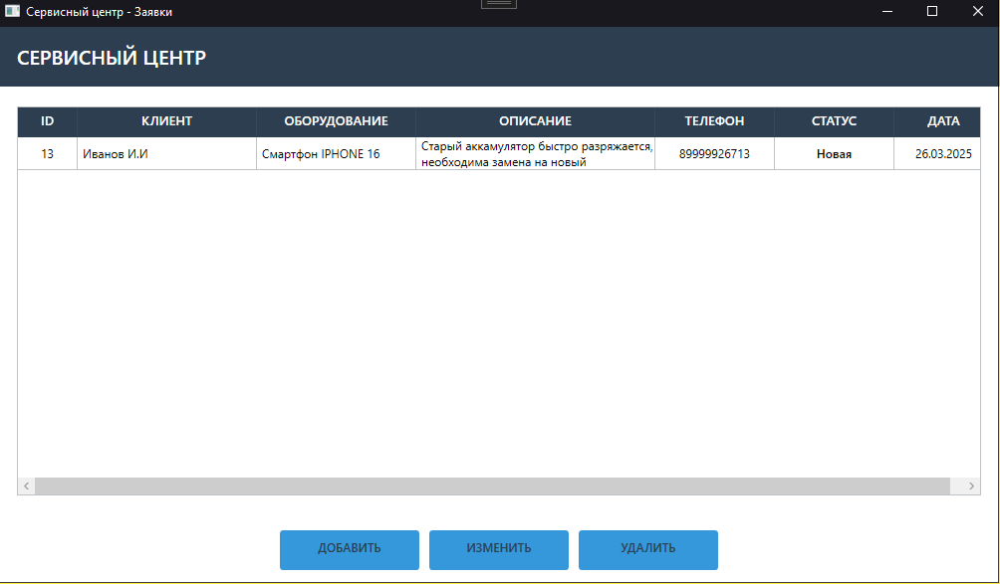 Сервисный центр - Заявки
СЕРВИСНЫЙ ЦЕНТР
ID КЛИЕНТ ОБОРУДОВАНИЕ ОПИСАНИЕ ТЕЛЕФОН СТАТУС ДАТА
13 Иванов И.И Смартфон IPHONE 16 Старый аккамулятор быстро разряжается, 89999926713 Новая 26.03.2025
необходима замена на новый
ДОБАВИТЬ ИЗМЕНИТЬ УДАЛИТЬ